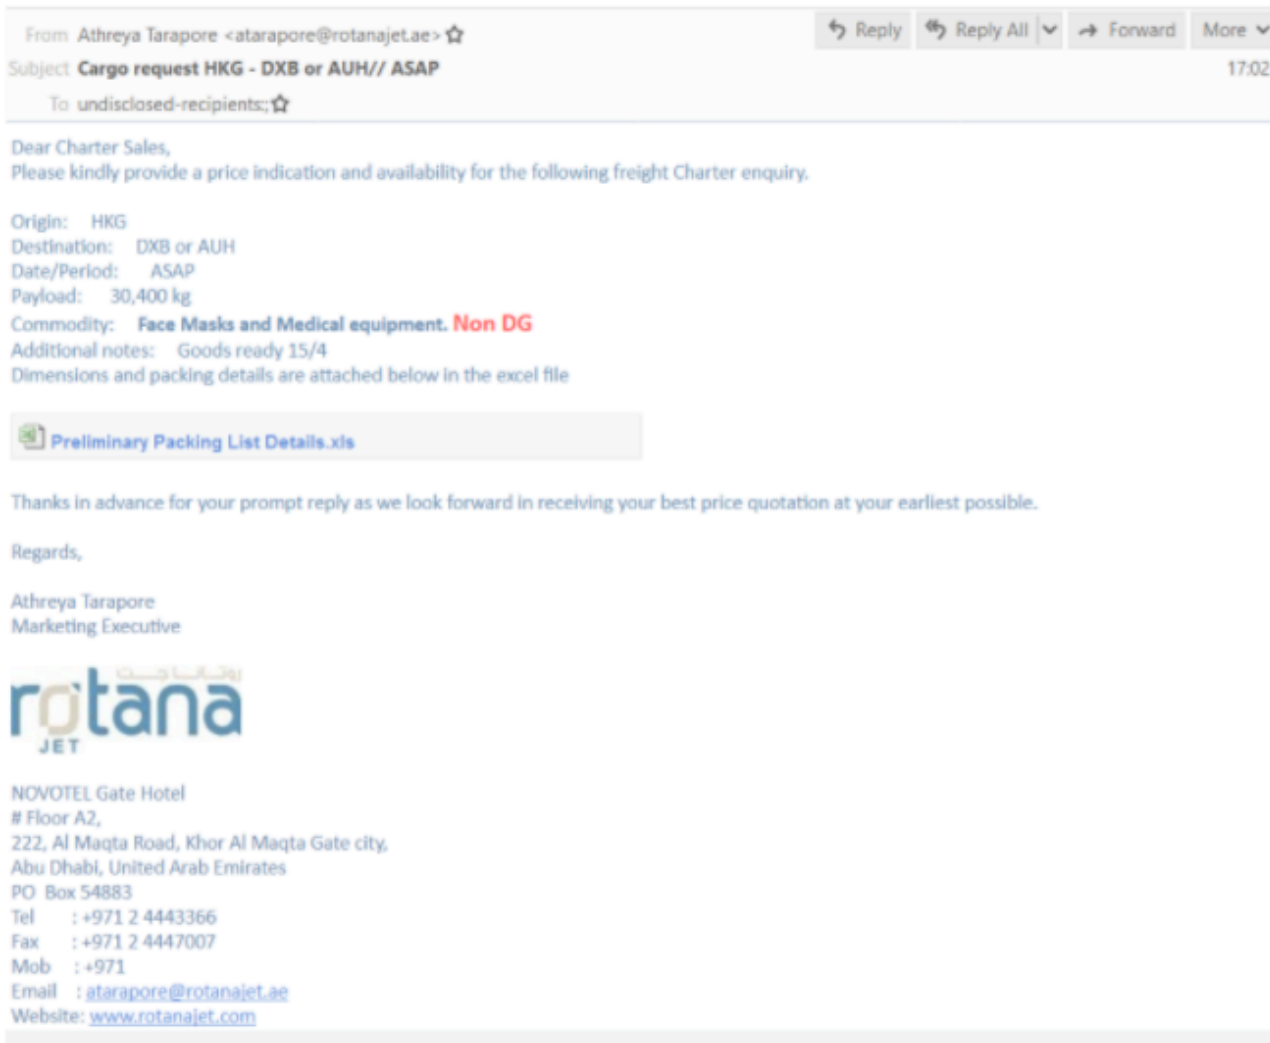 From Athreya Tarapore <atarapore@rotanajet.ae>
Reply Reply All Forward More
Subject Cargo request HKG - DXB or AUH// ASAP
17:02
To undisclosed-recipients:;
Dear Charter Sales,
Please kindly provide a price indication and availability for the following freight Charter enquiry.
Origin: HKG
Destination: DXB or AUH
Date/Period: ASAP
Payload: 30,400 kg
Commodity: Face Masks and Medical equipment. Non DG
Additional notes: Goods ready 15/4
Dimensions and packing details are attached below in the excel file
Preliminary Packing List Details.xls
Thanks in advance for your prompt reply as we look forward in receiving your best price quotation at your earliest possible.
Regards,
Athreya Tarapore
Marketing Executive
روتانا جت
rotana
JET
NOVOTEL Gate Hotel
# Floor A2,
222, Al Maqta Road, Khor Al Maqta Gate city,
Abu Dhabi, United Arab Emirates
PO Box 54883
Tel : +971 2 4443366
Fax : +971 2 4447007
Mob : +971
Email : atarapore@rotanajet.ae
Website: www.rotanajet.com